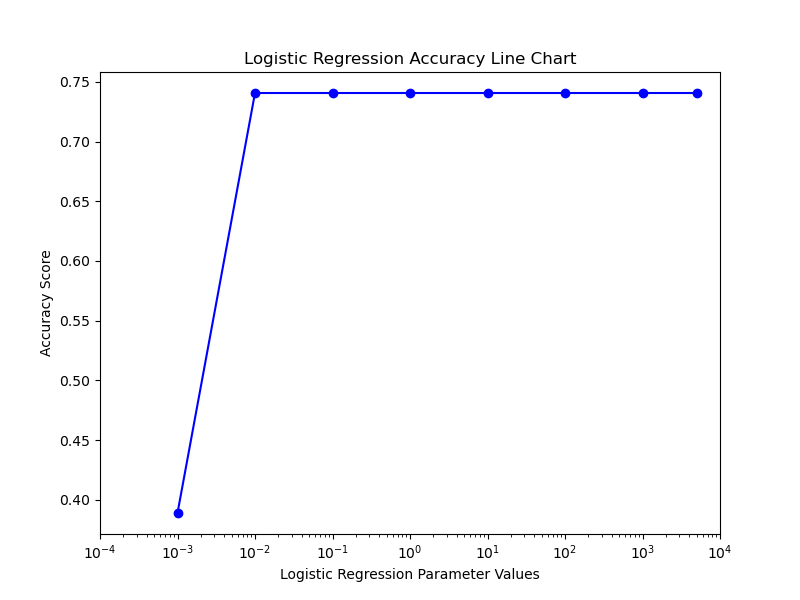 Logistic Regression Accuracy Line Chart
Accuracy Score
0.75
0.70
0.65
0.60
0.55
0.50
0.45
0.40
10⁻⁴ 10⁻³ 10⁻² 10⁻¹ 10⁰ 10¹ 10² 10³ 10⁴
Logistic Regression Parameter Values